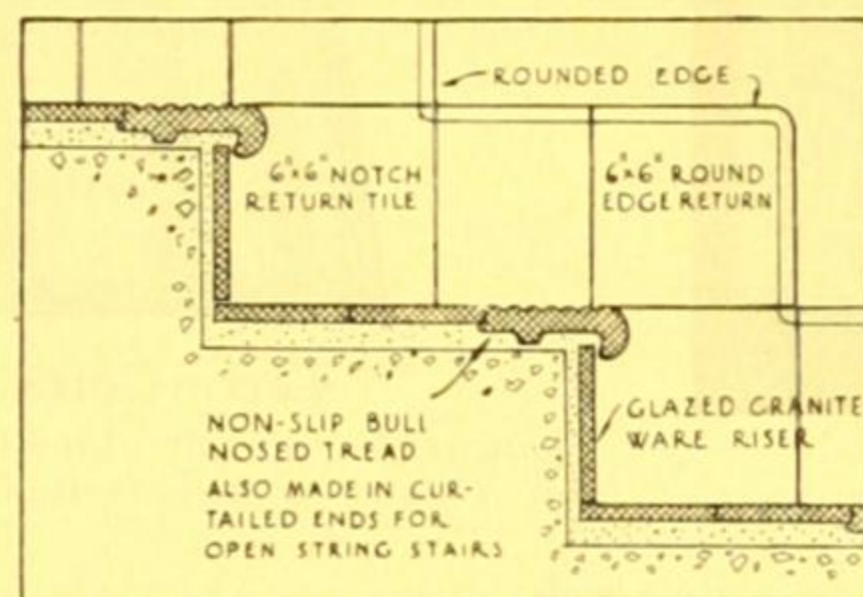 ROUNDED EDGE
6"x6" NOTCH
RETURN TILE
6"x6" ROUND
EDGE RETURN
NON-SLIP BULL
NOSED TREAD
ALSO MADE IN CUR-
TAILED ENDS FOR
OPEN STRING STAIRS
GLAZED GRANITE
WARE RISER